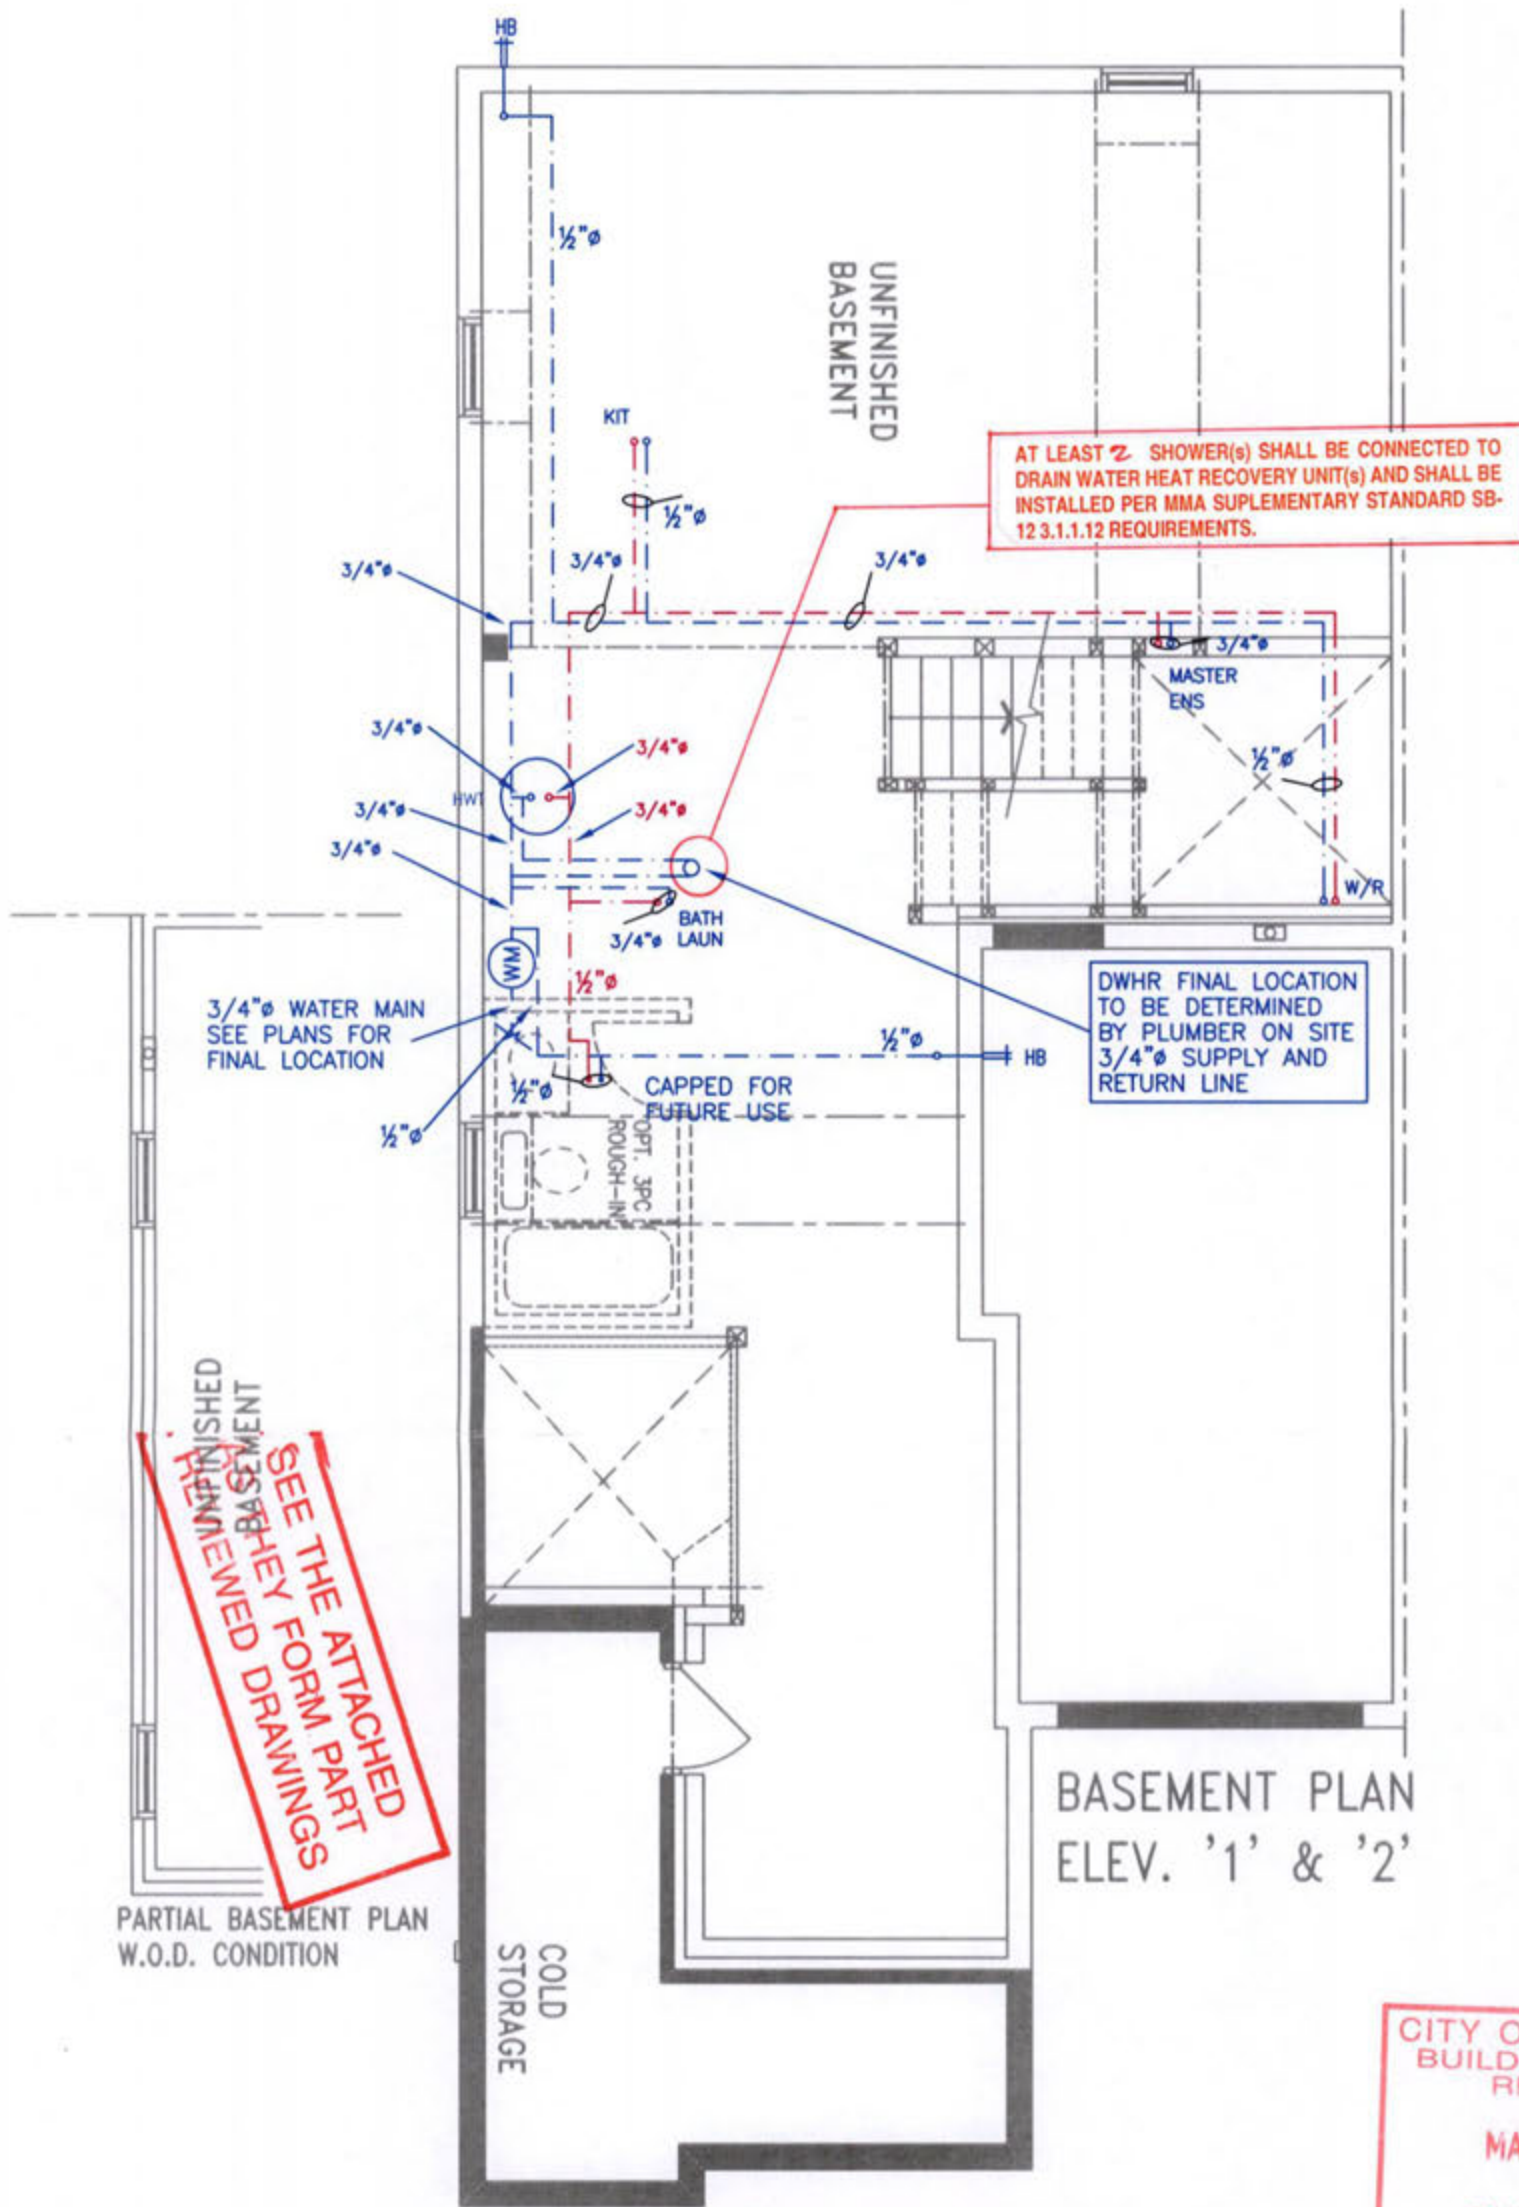 HB
½"ø
UNFINISHED
BASEMENT
KIT
½"ø
AT LEAST 2 SHOWER(s) SHALL BE CONNECTED TO
DRAIN WATER HEAT RECOVERY UNIT(s) AND SHALL BE
INSTALLED PER MMA SUPLEMENTARY STANDARD SB-
12 3.1.1.12 REQUIREMENTS.
3/4"ø
3/4"ø
3/4"ø
3/4"ø
MASTER
ENS
3/4"ø
3/4"ø
½"ø
HWT
3/4"ø
3/4"ø
3/4"ø
W/R
BATH
LAUN
3/4"ø
WM
½"ø
3/4"ø WATER MAIN
SEE PLANS FOR
FINAL LOCATION
DWHR FINAL LOCATION
TO BE DETERMINED
BY PLUMBER ON SITE
3/4"ø SUPPLY AND
RETURN LINE
½"ø
HB
½"ø
CAPPED FOR
FUTURE USE
½"ø
OPT. 3PC
ROUGH-IN
UNFINISHED
BASEMENT
SEE THE ATTACHED
AS THEY FORM PART
REVIEWED DRAWINGS
BASEMENT PLAN
ELEV. '1' & '2'
PARTIAL BASEMENT PLAN
W.O.D. CONDITION
COLD
STORAGE
CITY
BUILD
MA